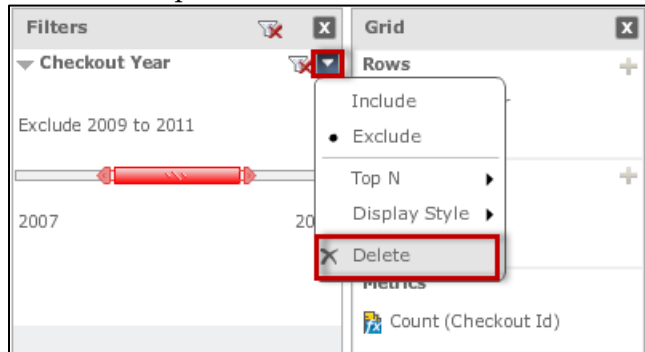 Filters
Checkout Year
Exclude 2009 to 2011
2007
20
Include
Exclude
Top N
Display Style
Delete
Grid
Rows
Metrics
Count (Checkout Id)